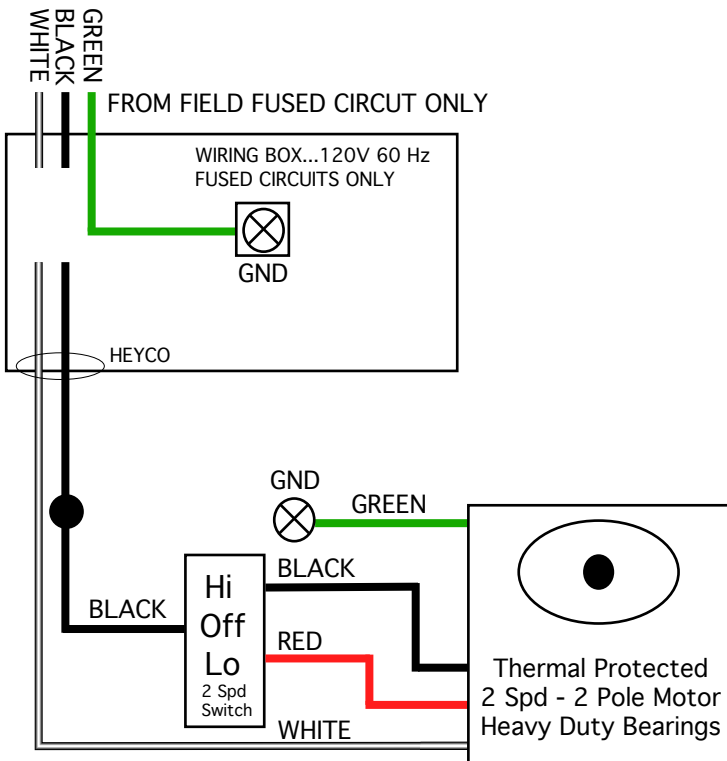 WHITE
BLACK
GREEN
FROM FIELD FUSED CIRCUT ONLY
WIRING BOX...120V 60 Hz
FUSED CIRCUITS ONLY
GND
HEYCO
GND
GREEN
BLACK
BLACK
Hi
Off
Lo
2 Spd
Switch
RED
WHITE
Thermal Protected
2 Spd - 2 Pole Motor
Heavy Duty Bearings